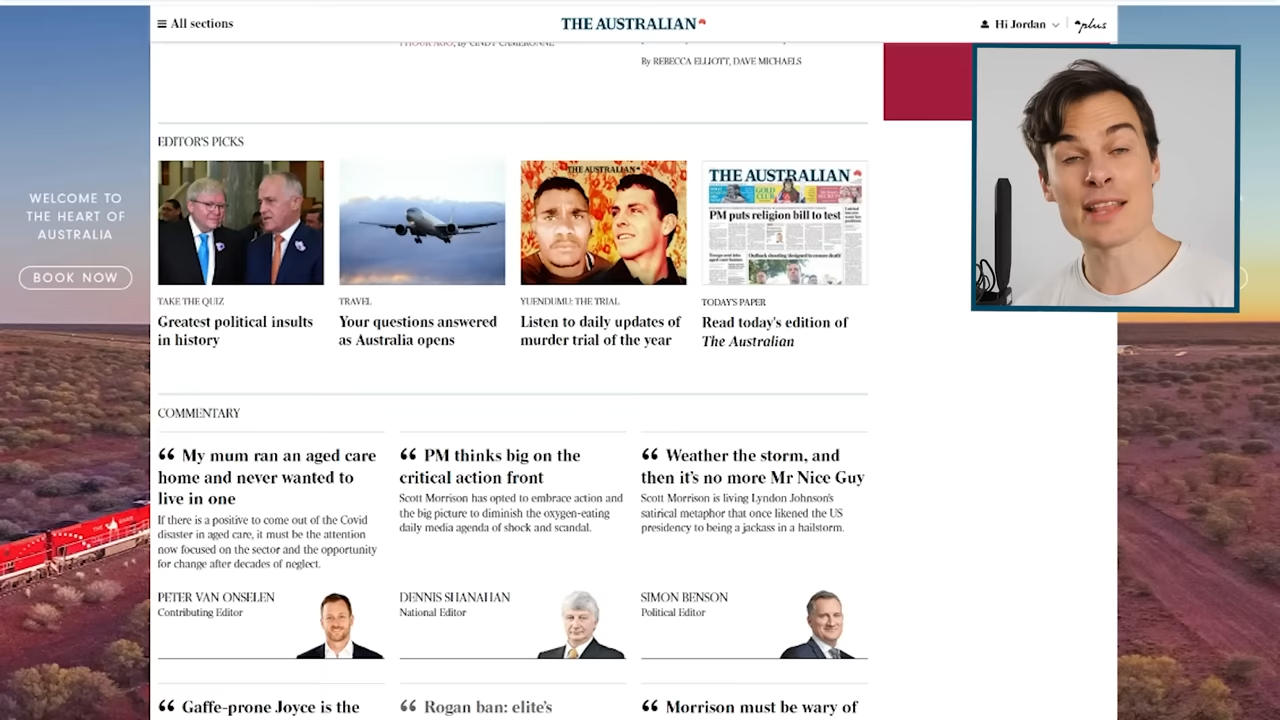 All sections
THE AUSTRALIAN
Hi Jordan
plus
1 HOUR AGO, By CINDY CAMERONNE
By REBECCA ELLIOTT, DAVE MICHAELS
WELCOME TO
THE HEART OF
AUSTRALIA
BOOK NOW
EDITOR'S PICKS
THE AUSTRALIAN
THE AUSTRALIAN
GOLD
CLUB
PM puts religion bill to test
TAKE THE QUIZ
Greatest political insults
in history
TRAVEL
Your questions answered
as Australia opens
YUENDUMU: THE TRIAL
Listen to daily updates of
murder trial of the year
TODAY'S PAPER
Read today's edition of
The Australian
COMMENTARY
“ My mum ran an aged care
home and never wanted to
live in one
If there is a positive to come out of the Covid
disaster in aged care, it must be the attention
now focused on the sector and the opportunity
for change after decades of neglect.
PETER VAN ONSELEN
Contributing Editor
“ PM thinks big on the
critical action front
Scott Morrison has opted to embrace action and
the big picture to diminish the oxygen-eating
daily media agenda of shock and scandal.
DENNIS SHANAHAN
National Editor
“ Weather the storm, and
then it's no more Mr Nice Guy
Scott Morrison is living Lyndon Johnson's
satirical metaphor that once likened the US
presidency to being a jackass in a hailstorm.
SIMON BENSON
Political Editor
“ Gaffe-prone Joyce is the
“ Rogan ban: elite's
“ Morrison must be wary of